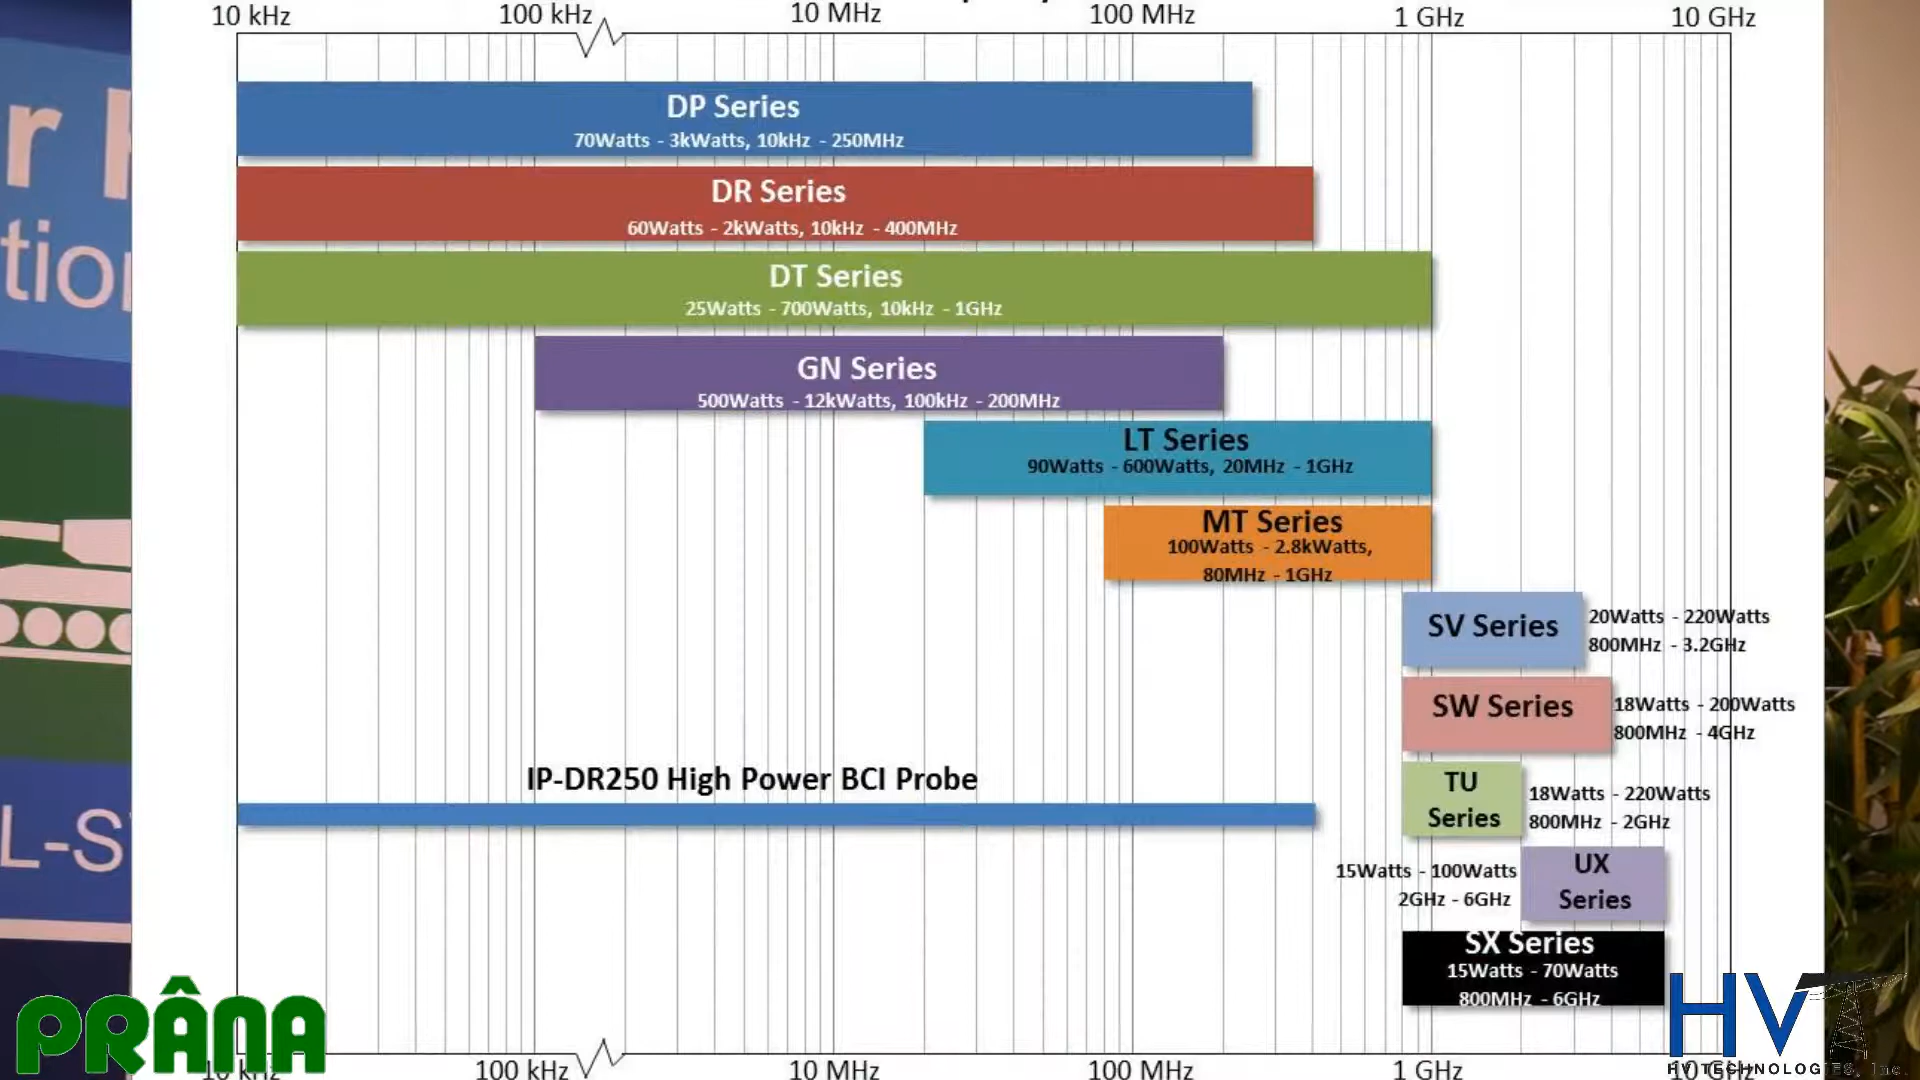 10 kHz 100 kHz 10 MHz 100 MHz 1 GHz 10 GHz
DP Series
70Watts - 3kWatts, 10kHz - 250MHz
DR Series
60Watts - 2kWatts, 10kHz - 400MHz
DT Series
25Watts - 700Watts, 10kHz - 1GHz
GN Series
500Watts - 12kWatts, 100kHz - 200MHz
LT Series
90Watts - 600Watts, 20MHz - 1GHz
MT Series
100Watts - 2.8kWatts,
80MHz - 1GHz
SV Series
20Watts - 220Watts
800MHz - 3.2GHz
SW Series
18Watts - 200Watts
800MHz - 4GHz
IP-DR250 High Power BCI Probe
TU
Series
18Watts - 220Watts
800MHz - 2GHz
15Watts - 100Watts
2GHz - 6GHz
UX
Series
SX Series
15Watts - 70Watts
800MHz - 6GHz
PRÂNA
HVT
HV TECHNOLOGIES, Inc.
10 kHz 100 kHz 10 MHz 100 MHz 1 GHz 10 GHz